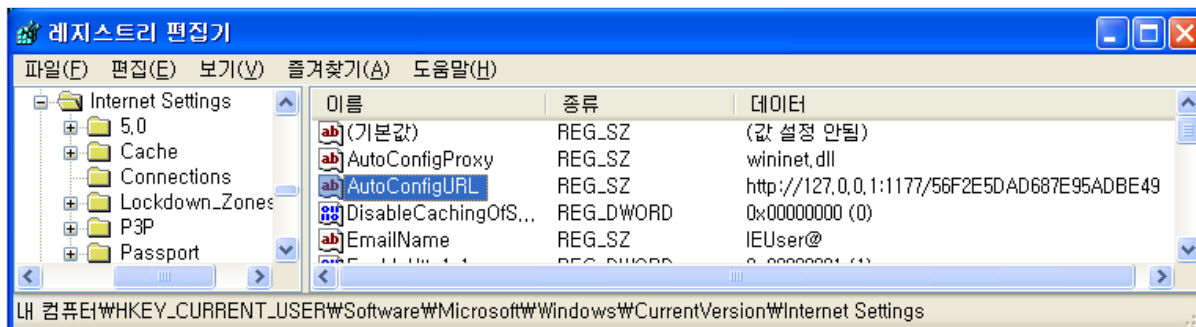 레지스트리 편집기
파일(F) 편집(E) 보기(V) 즐겨찾기(A) 도움말(H)
Internet Settings
5,0
Cache
Connections
Lockdown_Zones
P3P
Passport
이름 종류 데이터
(기본값) REG_SZ (값 설정 안됨)
AutoConfigProxy REG_SZ wininet,dll
AutoConfigURL REG_SZ http://127,0,0,1:1177/56F2E5DAD687E95ADBE49
DisableCachingOfS... REG_DWORD 0x00000000 (0)
EmailName REG_SZ IEUser@
내 컴퓨터₩HKEY_CURRENT_USER₩Software₩Microsoft₩Windows₩CurrentVersion₩Internet Settings